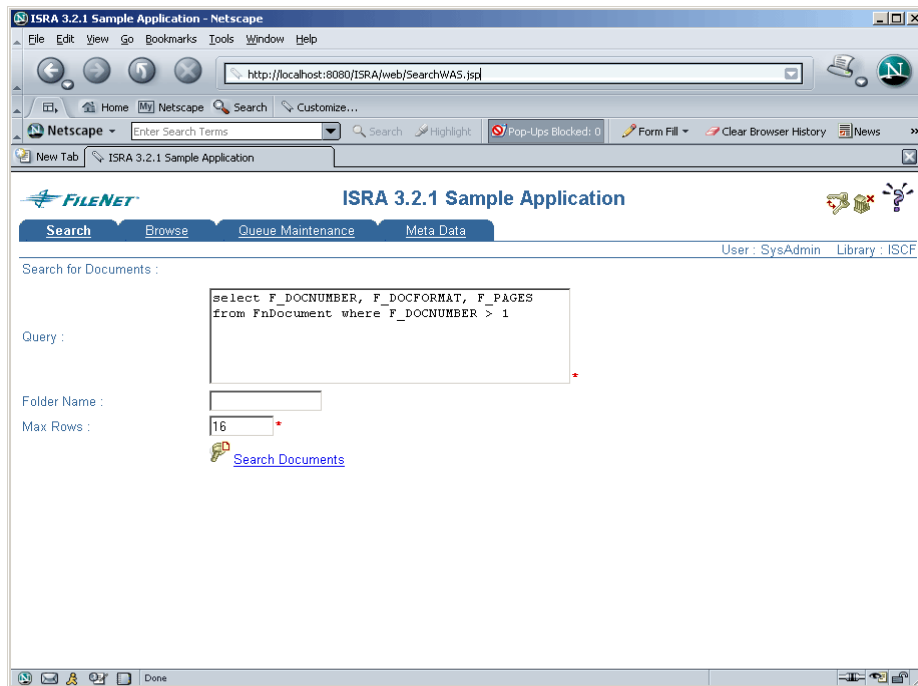 ISRA 3.2.1 Sample Application - Netscape
File Edit View Go Bookmarks Tools Window Help
http://localhost:8080/ISRA/web/SearchWAS.jsp
Home My Netscape Search Customize...
Netscape Enter Search Terms Search Highlight Pop-Ups Blocked: 0 Form Fill Clear Browser History News »
New Tab ISRA 3.2.1 Sample Application
FILENET ISRA 3.2.1 Sample Application
Search Browse Queue Maintenance Meta Data
User : SysAdmin Library : ISCF
Search for Documents :
Query :
select F_DOCNUMBER, F_DOCFORMAT, F_PAGES
from FnDocument where F_DOCNUMBER > 1
*
Folder Name :
Max Rows : 16 *
Search Documents
Done